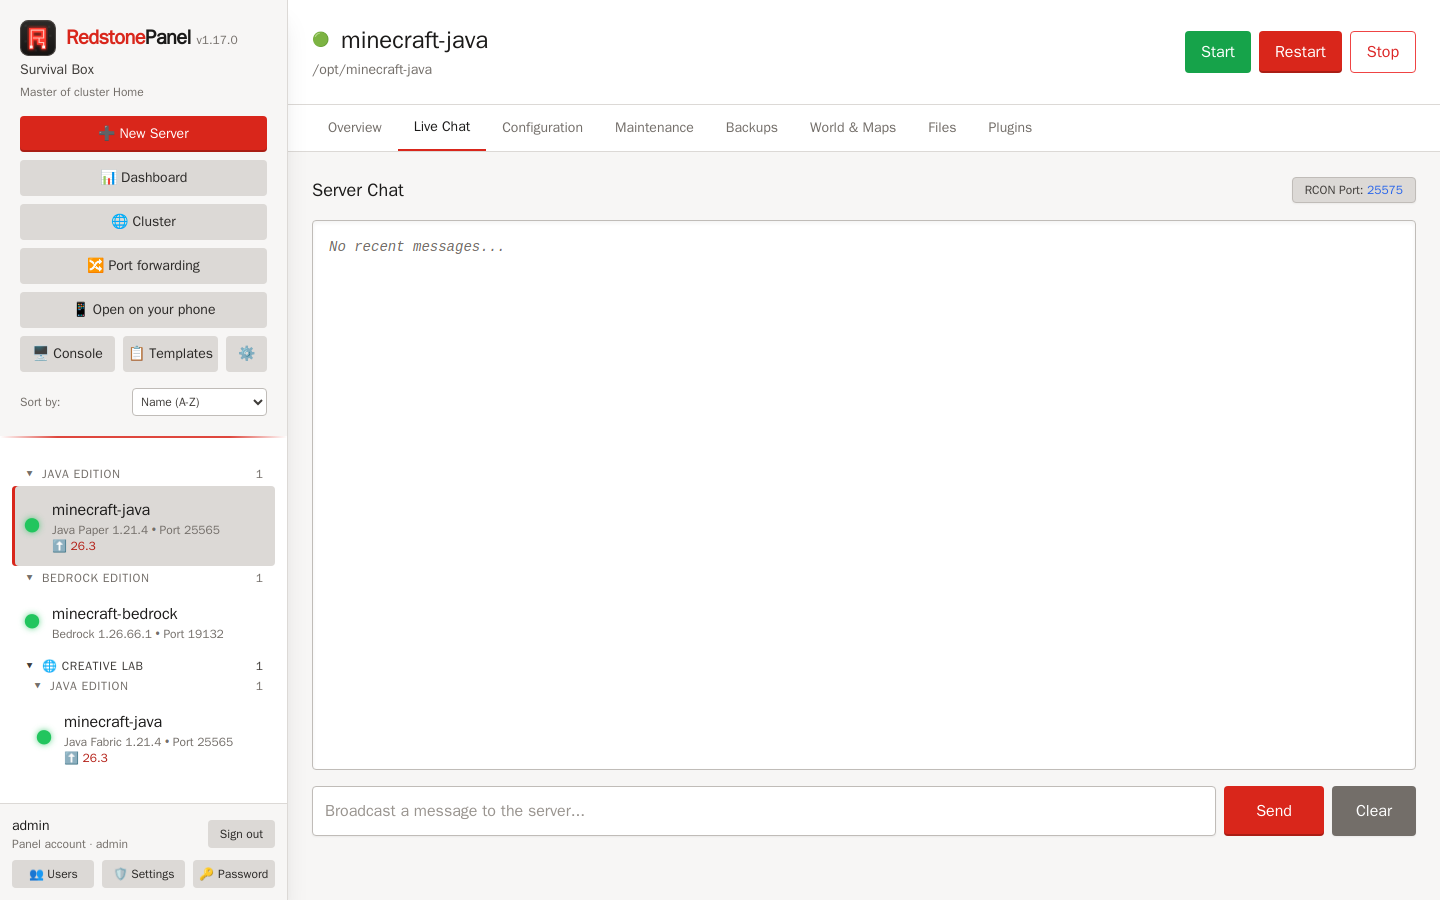 RedstonePanel v1.17.0
Survival Box
Master of cluster Home
➕ New Server
📊 Dashboard
🌐 Cluster
🔀 Port forwarding
📱 Open on your phone
🖥️ Console
📋 Templates
⚙️
Sort by:
Name (A-Z)
▼ JAVA EDITION 1
minecraft-java
Java Paper 1.21.4 • Port 25565
⬆️ 26.3
▼ BEDROCK EDITION 1
minecraft-bedrock
Bedrock 1.26.66.1 • Port 19132
▼ 🌐 CREATIVE LAB 1
▼ JAVA EDITION 1
minecraft-java
Java Fabric 1.21.4 • Port 25565
⬆️ 26.3
admin
Panel account · admin
Sign out
👥 Users
🛡️ Settings
🔑 Password
🟢 minecraft-java
/opt/minecraft-java
Start
Restart
Stop
Overview
Live Chat
Configuration
Maintenance
Backups
World & Maps
Files
Plugins
Server Chat
RCON Port: 25575
No recent messages...
Broadcast a message to the server...
Send
Clear